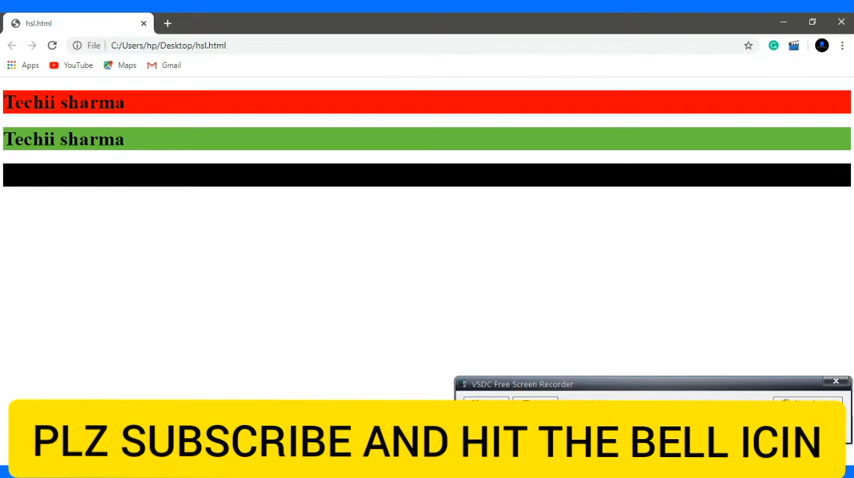 hsl.html
File C:/Users/hp/Desktop/hsl.html
Apps YouTube Maps Gmail
Techii sharma
Techii sharma
VSDC Free Screen Recorder
PLZ SUBSCRIBE AND HIT THE BELL ICIN